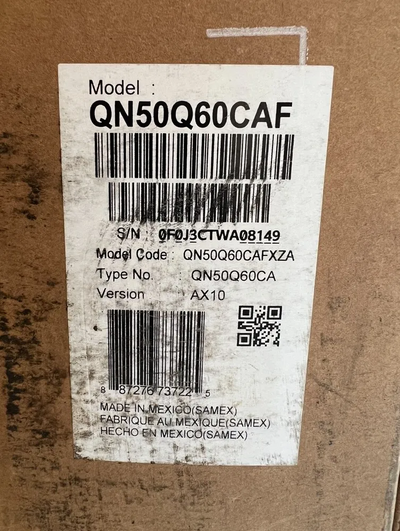 Model :
QN50Q60CAF
S/N : 0F0J3CTWA08149
Model Code : QN50Q60CAFXZA
Type No. : QN50Q60CA
Version AX10
8 87276 73722 5
MADE IN MEXICO(SAMEX)
FABRIQUE AU MEXIQUE(SAMEX)
HECHO EN MEXICO(SAMEX)